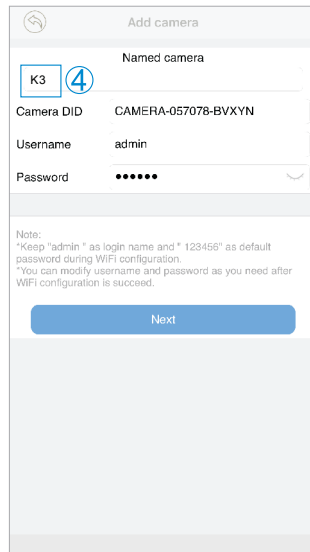 Add camera
Named camera
K3 ④
Camera DID CAMERA-057078-BVXYN
Username admin
Password ••••••
Note:
*Keep "admin " as login name and " 123456" as default
password during WiFi configuration.
*You can modify username and password as you need after
WiFi configuration is succeed.
Next